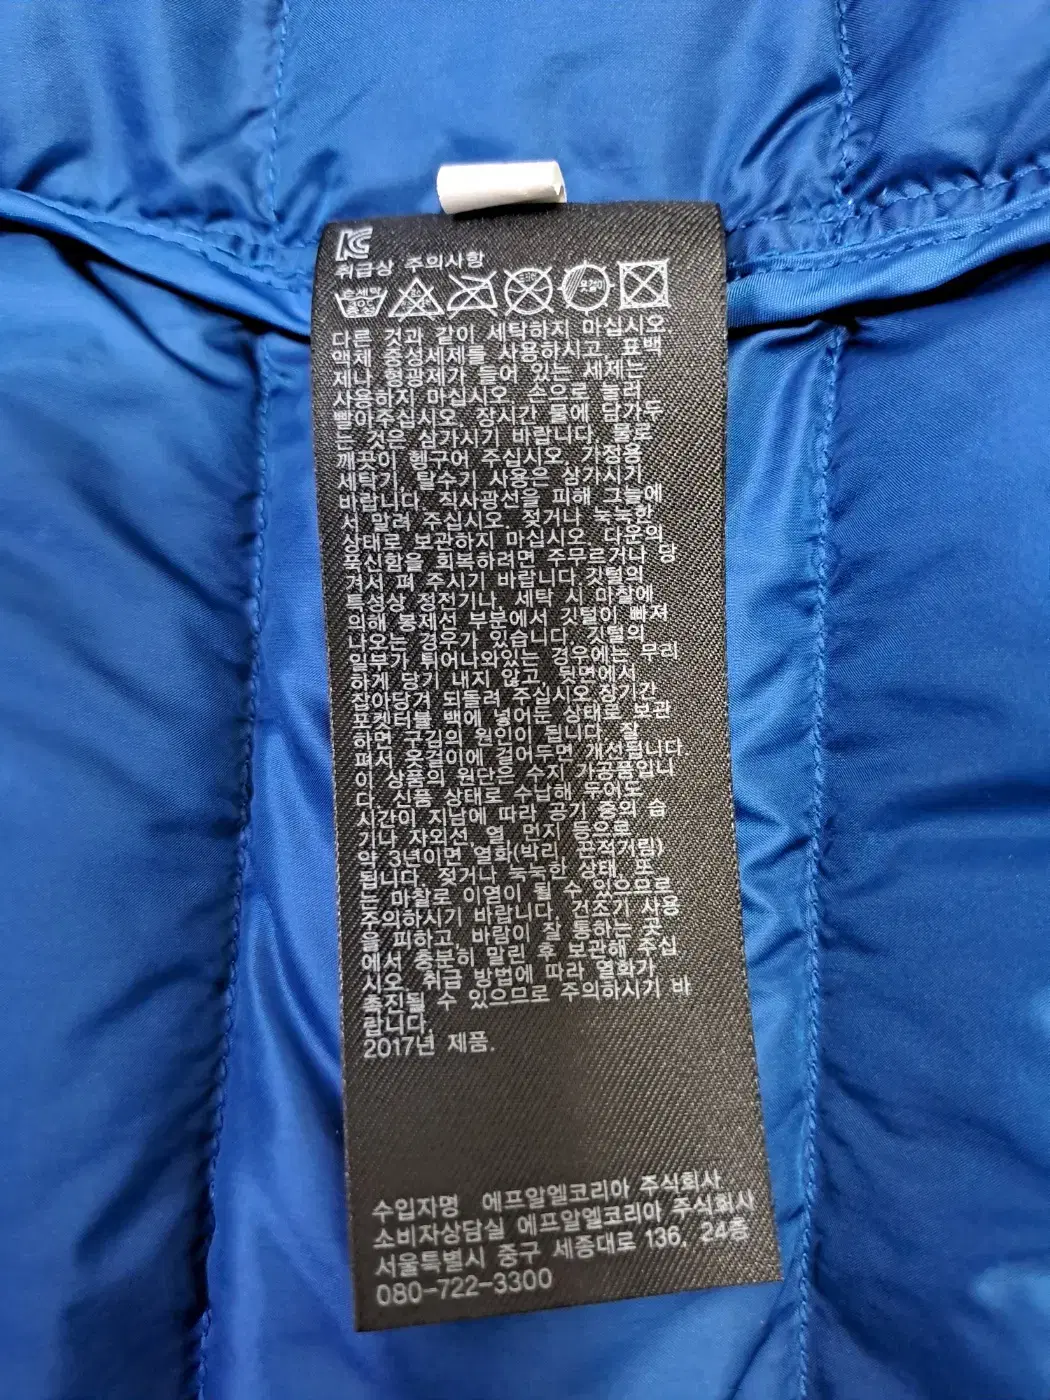 취급상 주의사항
다른 것과 같이 세탁하지 마십시오
액체 중성세제를 사용하시고, 표백
제나 형광제가 들어 있는 세제는
사용하지 마십시오 손으로 눌러
빨아주십시오. 장시간 물에 담가두
는 것은 삼가시기 바랍니다. 물로
깨끗이 헹구어 주십시오. 가정용
세탁기 탈수기 사용은 삼가시기
바랍니다. 직사광선을 피해 그늘에
서 말려 주십시오 젖거나 눅눅한
상태로 보관하지 마십시오 다운의
푹신함을 회복하려면 주무르거나 당
겨서 펴 주시기 바랍니다.깃털의
특성상 정전기나, 세탁 시 마찰에
의해 봉제선 부분에서 깃털이 빠져
나오는 경우가 있습니다. 깃털의
일부가 튀어나와있는 경우에는 무리
하게 당기 내지 않고, 뒷면에서
잡아당겨 되돌려 주십시오 장기간
포켓터블 백에 넣어둔 상태로 보관
하면 구김의 원인이 됩니다. 잘
펴서 옷걸이에 걸어두면 개선됩니다.
이 상품의 원단은 수지 가공품입니
다. 신품 상태로 수납해 두어도
시간이 지남에 따라 공기 중의 습
기나 자외선, 열, 먼지 등으로
약 3년이면 열화(박리, 끈적거림)
됩니다. 젖거나 눅눅한 상태, 또
는 마찰로 이염이 될 수 있으므로
주의하시기 바랍니다. 건조기 사용
을 피하고, 바람이 잘 통하는 곳
에서 충분히 말린 후 보관해 주십
시오 취급 방법에 따라 열화가
촉진될 수 있으므로 주의하시기 바
랍니다.
2017년 제품.
수입자명 에프알엘코리아 주식회사
소비자상담실 에프알엘코리아 주식회사
서울특별시 중구 세종대로 136, 24층
080-722-3300